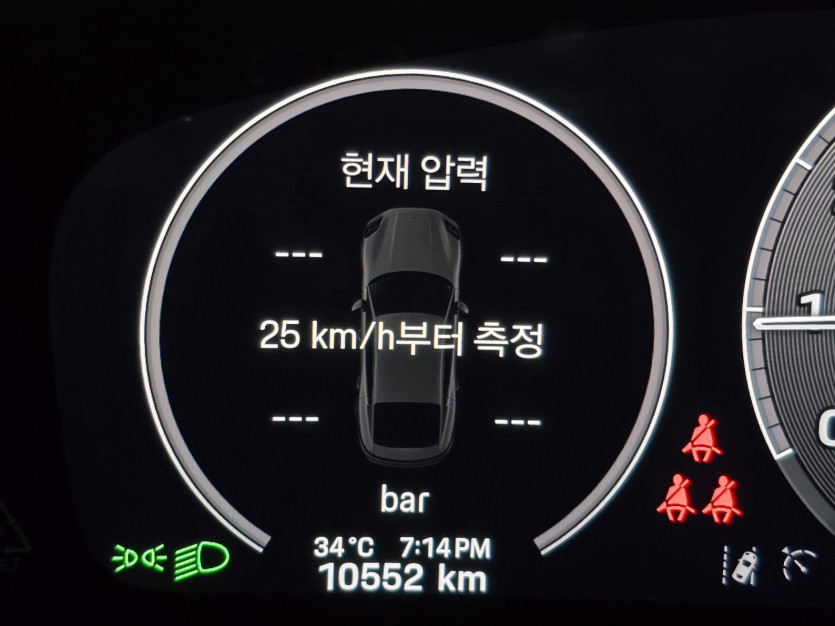 현재 압력
--- ---
25 km/h부터 측정
--- ---
bar
34°C 7:14PM
10552 km